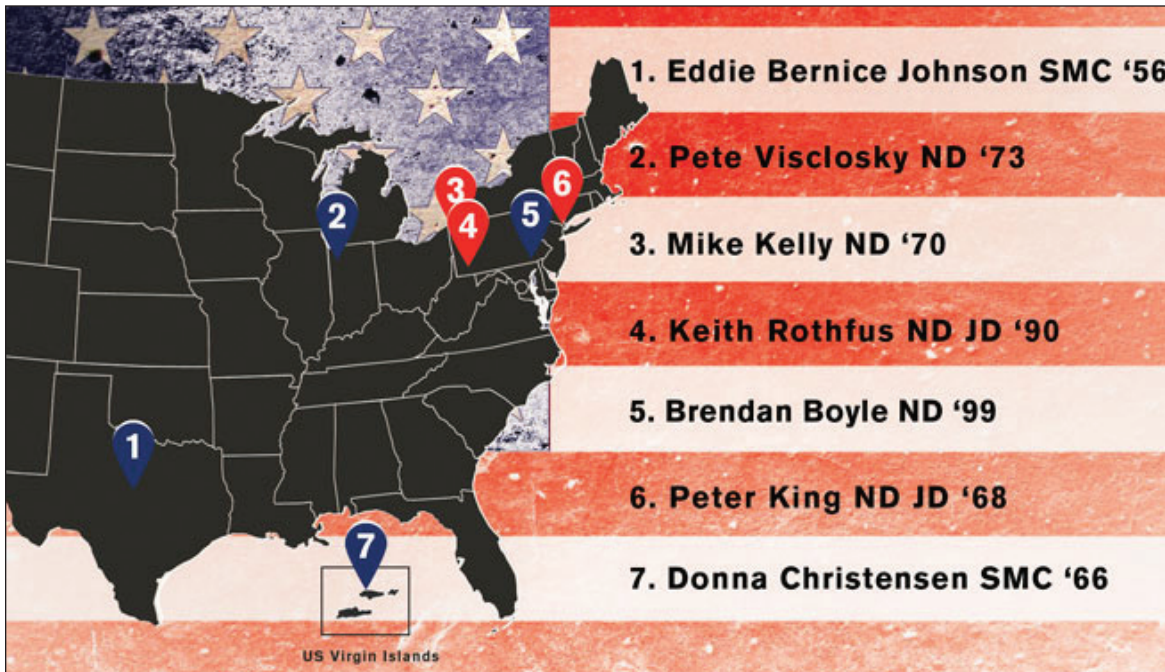 1. Eddie Bernice Johnson SMC ‘56
2. Pete Visclosky ND ‘73
3. Mike Kelly ND ‘70
4. Keith Rothfus ND JD ‘90
5. Brendan Boyle ND ‘99
6. Peter King ND JD ‘68
7. Donna Christensen SMC ‘66
3
6
2
4
5
1
7
US Virgin Islands